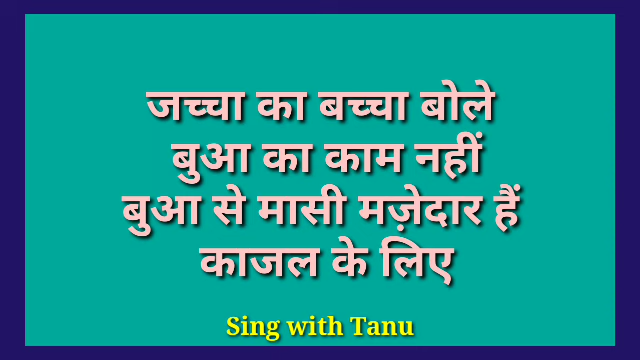 जच्चा का बच्चा बोले
बुआ का काम नहीं
बुआ से मासी मज़ेदार हैं
काजल के लिए
Sing with Tanu